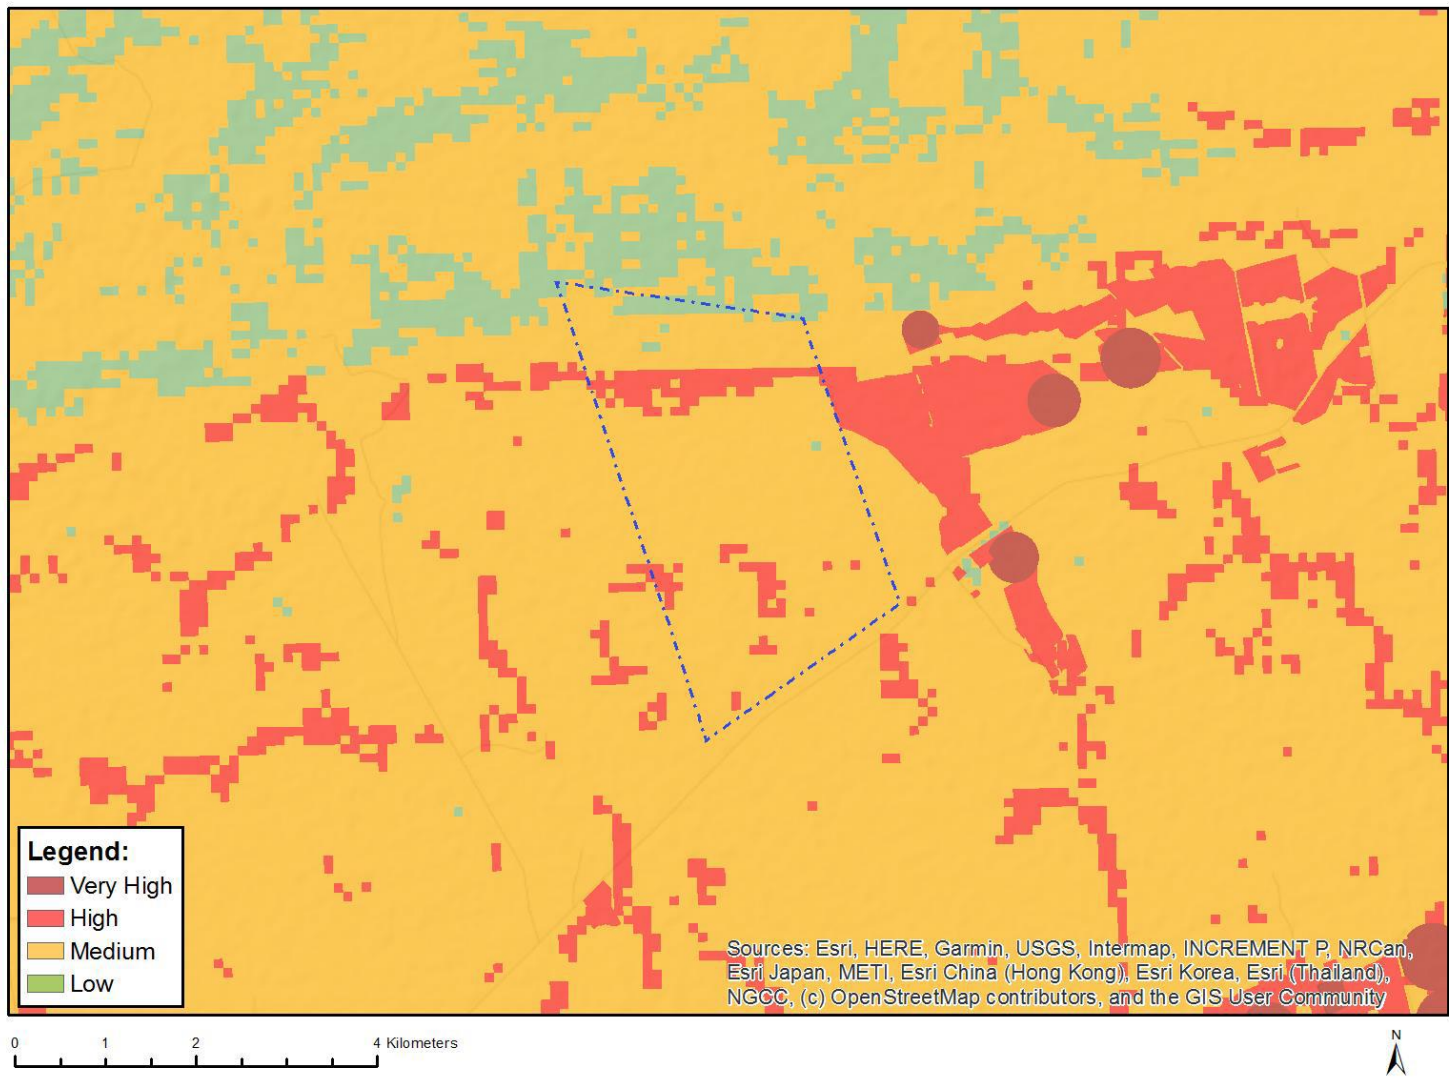 Legend:
Very High
High
Medium
Low
Sources: Esri, HERE, Garmin, USGS, Intermap, INCREMENT P, NRCan,
Esri Japan, METI, Esri China (Hong Kong), Esri Korea, Esri (Thailand),
NGCC, (c) OpenStreetMap contributors, and the GIS User Community
0 1 2 4 Kilometers
N